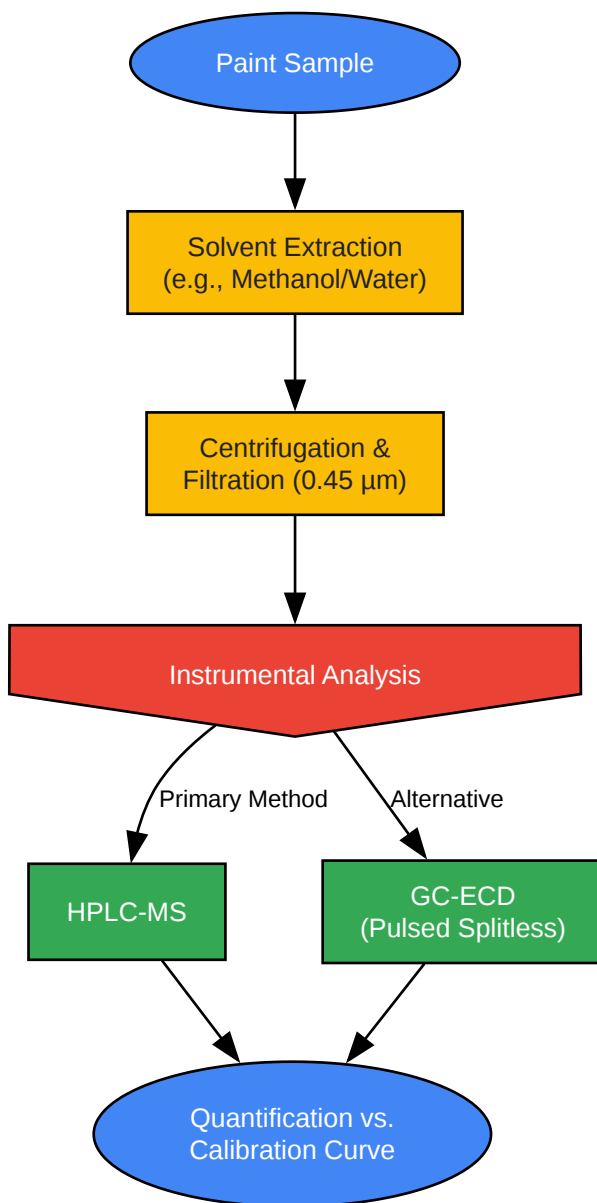 Paint Sample
Solvent Extraction
(e.g., Methanol/Water)
Centrifugation &
Filtration (0.45 µm)
Instrumental Analysis
Primary Method
Alternative
HPLC-MS
GC-ECD
(Pulsed Splitless)
Quantification vs.
Calibration Curve